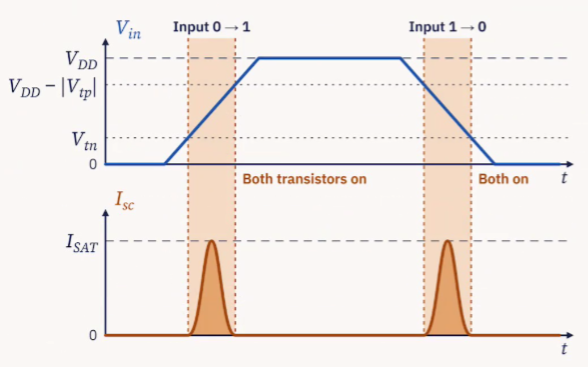 V_in
Input 0 → 1
Input 1 → 0
V_DD
V_DD − |V_tp|
V_tn
0
t
Both transistors on
Both on
I_sc
I_SAT
0
t